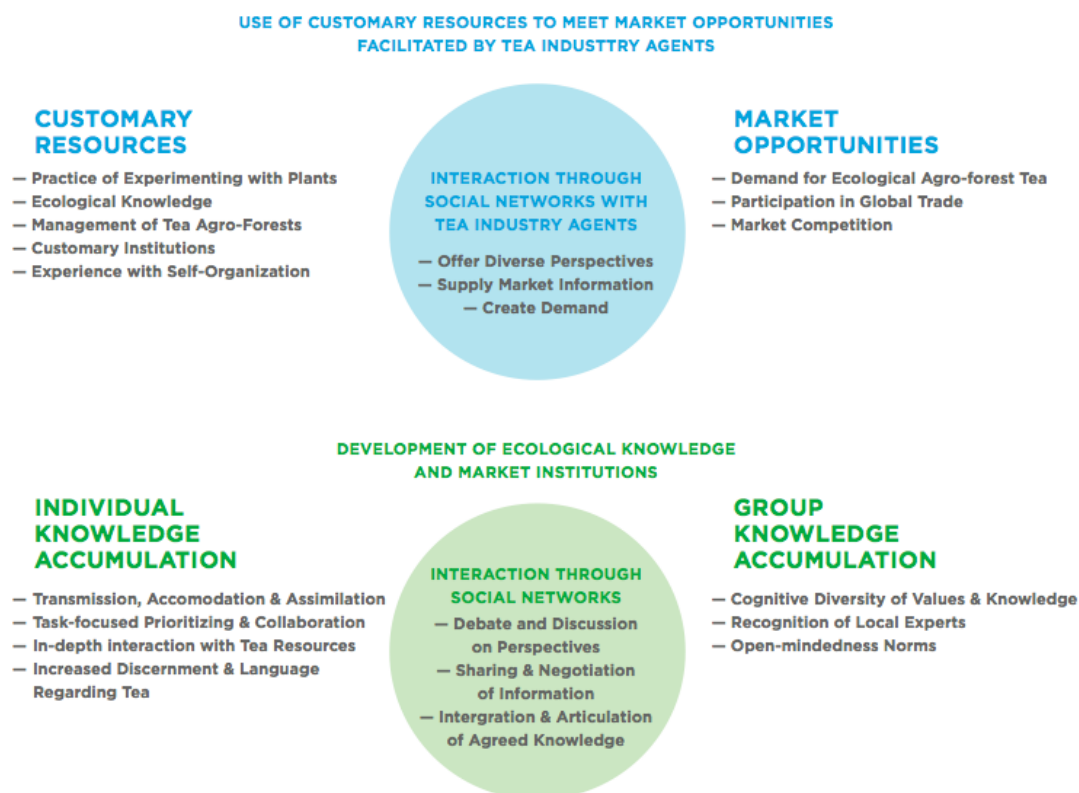 USE OF CUSTOMARY RESOURCES TO MEET MARKET OPPORTUNITIES
FACILITATED BY TEA INDUSTTRY AGENTS
CUSTOMARY
RESOURCES
— Practice of Experimenting with Plants
— Ecological Knowledge
— Management of Tea Agro-Forests
— Customary Institutions
— Experience with Self-Organization
INTERACTION THROUGH
SOCIAL NETWORKS WITH
TEA INDUSTRY AGENTS
— Offer Diverse Perspectives
— Supply Market Information
— Create Demand
MARKET
OPPORTUNITIES
— Demand for Ecological Agro-forest Tea
— Participation in Global Trade
— Market Competition
DEVELOPMENT OF ECOLOGICAL KNOWLEDGE
AND MARKET INSTITUTIONS
INDIVIDUAL
KNOWLEDGE
ACCUMULATION
— Transmission, Accomodation & Assimilation
— Task-focused Prioritizing & Collaboration
— In-depth interaction with Tea Resources
— Increased Discernment & Language
Regarding Tea
INTERACTION THROUGH
SOCIAL NETWORKS
— Debate and Discussion
on Perspectives
— Sharing & Negotiation
of Information
— Intergration & Articulation
of Agreed Knowledge
GROUP
KNOWLEDGE
ACCUMULATION
— Cognitive Diversity of Values & Knowledge
— Recognition of Local Experts
— Open-mindedness Norms